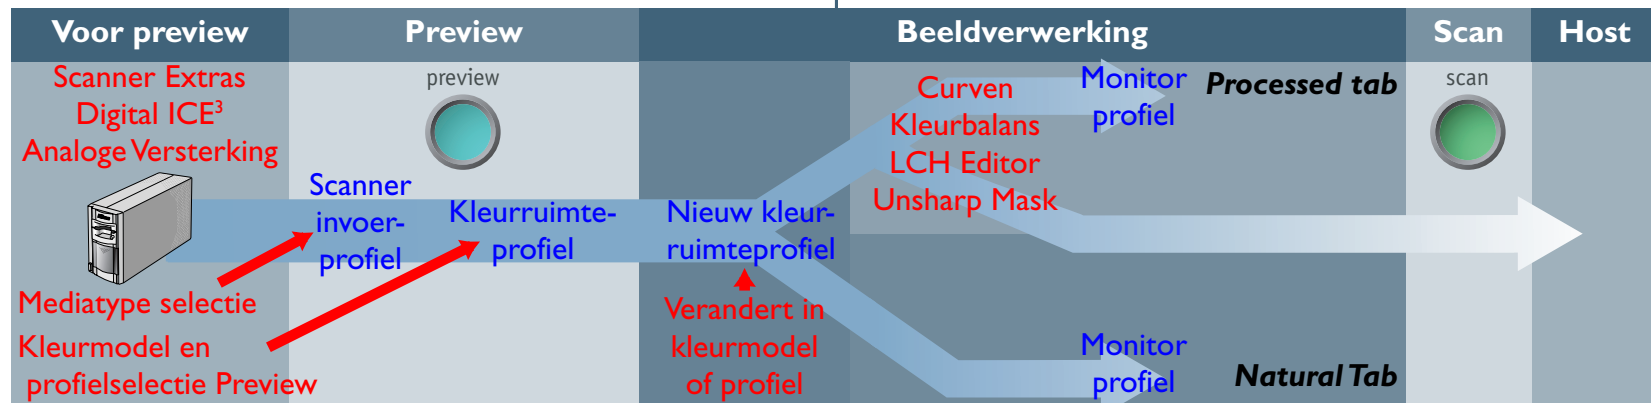 Voor preview
Preview
Beeldverwerking
Scan
Host
Scanner Extras
Digital ICE³
Analoge Versterking
Mediatype selectie
Kleurmodel en
profielselectie Preview
preview
Scanner
invoer-
profiel
Kleurruimte-
profiel
Nieuw kleur-
ruimteprofiel
Verandert in
kleurmodel
of profiel
Curven
Kleurbalans
LCH Editor
Unsharp Mask
Monitor
profiel
Processed tab
Monitor
profiel
Natural Tab
scan